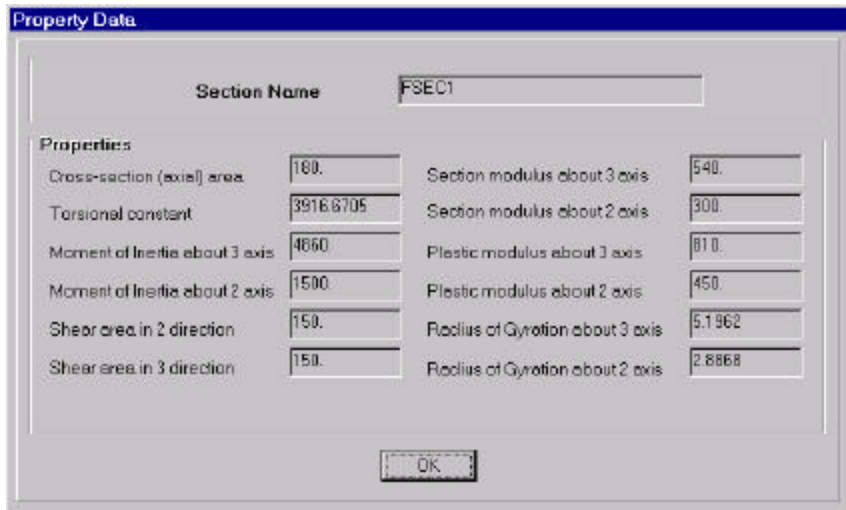 Property Data
Section Name FSEC1
Properties
Cross-section (axial) area 180. Section modulus about 3 axis 540.
Torsional constant 3916.6705 Section modulus about 2 axis 300.
Moment of Inertia about 3 axis 4860. Plastic modulus about 3 axis 810.
Moment of Inertia about 2 axis 1500. Plastic modulus about 2 axis 450.
Shear area in 2 direction 150. Radius of Gyration about 3 axis 5.1962
Shear area in 3 direction 150. Radius of Gyration about 2 axis 2.8868
OK